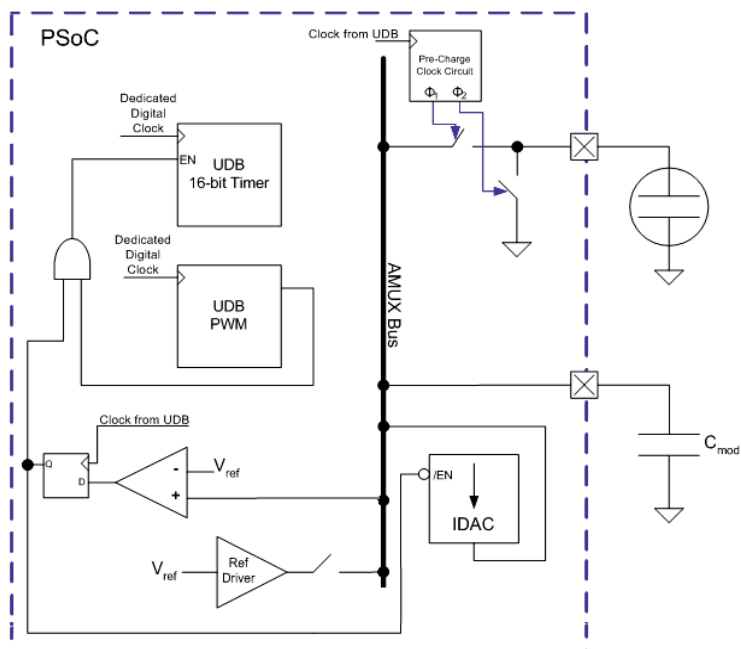 PSoC
Clock from UDB
Pre-Charge
Clock Circuit
Φ1 Φ2
Dedicated
Digital
Clock
EN
UDB
16-bit Timer
Dedicated
Digital
Clock
UDB
PWM
AMUX Bus
Clock from UDB
Q
D
-
Vref
+
/EN
IDAC
Cmod
Vref
Ref
Driver